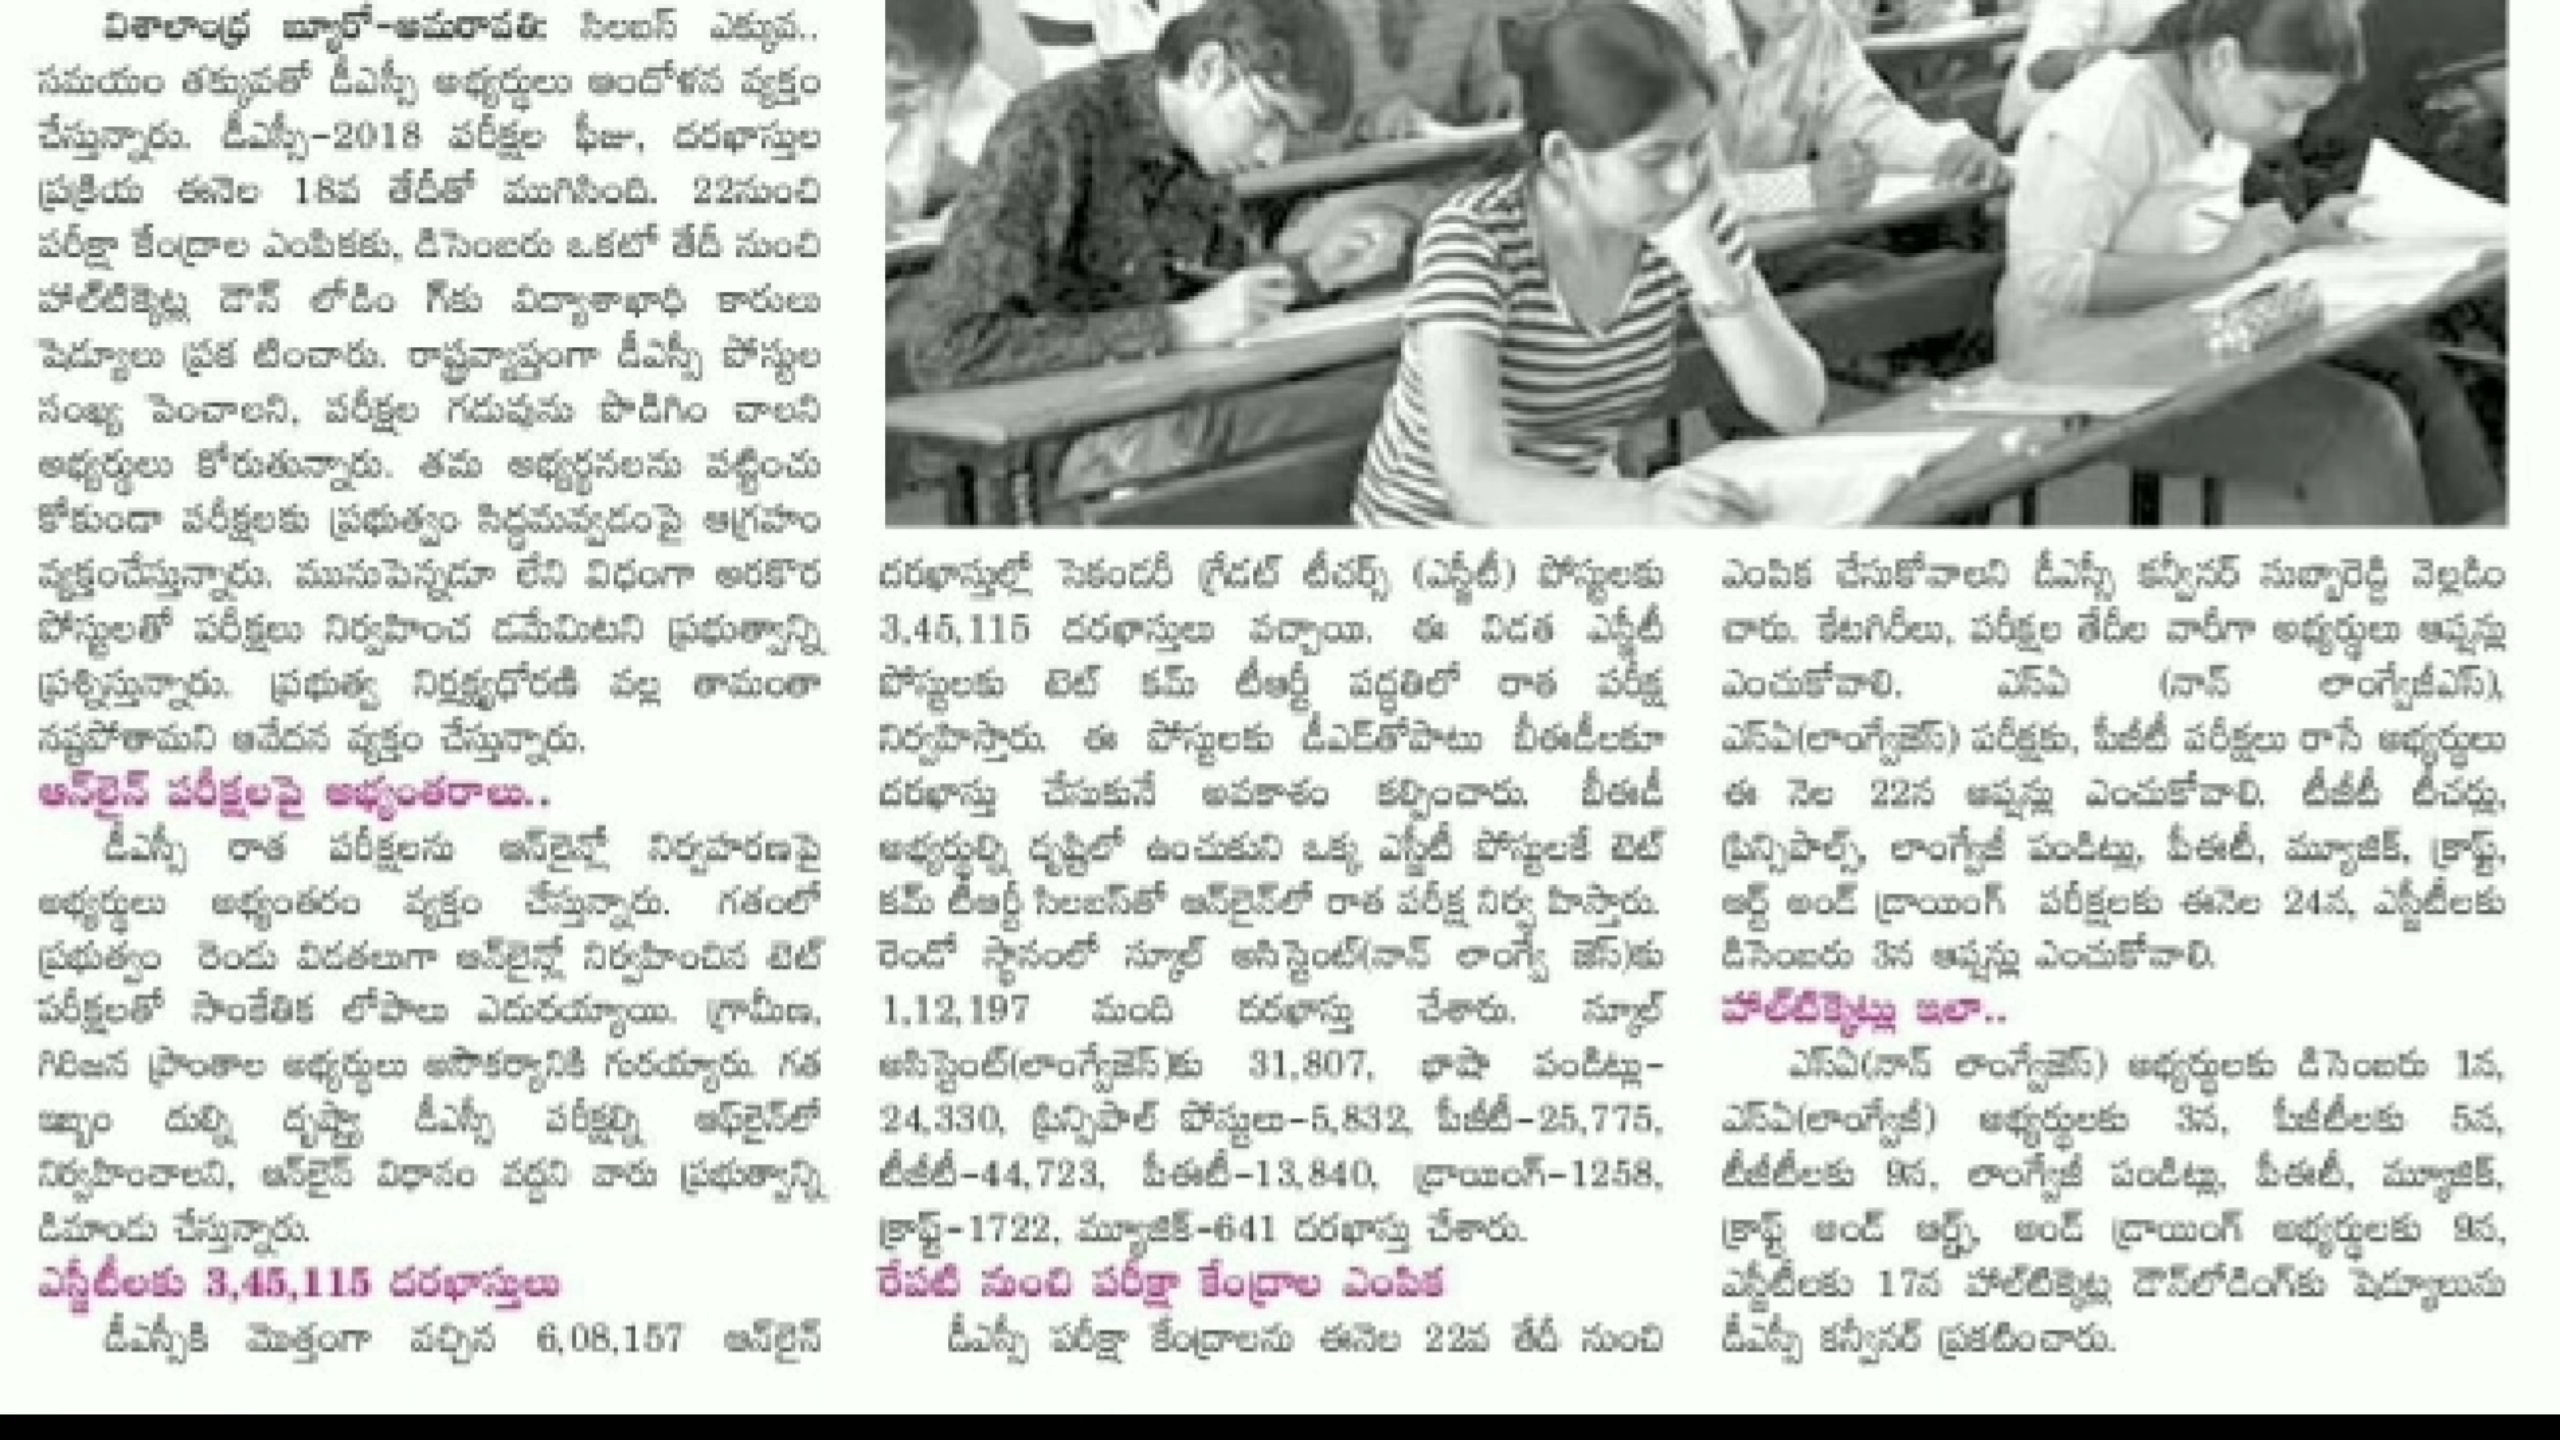 విశాలాంధ్ర బ్యూరో-అమరావతి: సిలబస్ ఎక్కువ..
సమయం తక్కువతో డీఎస్సీ అభ్యర్థులు ఆందోళన వ్యక్తం
చేస్తున్నారు. డీఎస్సీ-2018 పరీక్షల ఫీజు, దరఖాస్తుల
ప్రక్రియ ఈనెల 18వ తేదీతో ముగిసింది. 22నుంచి
పరీక్షా కేంద్రాల ఎంపికకు, డిసెంబరు ఒకటో తేదీ నుంచి
హాల్‌టిక్కెట్ల డౌన్ లోడిం గ్‌కు విద్యాశాఖాధి కారులు
షెడ్యూలు ప్రక టించారు. రాష్ట్రవ్యాప్తంగా డీఎస్సీ పోస్టుల
సంఖ్య పెంచాలని, పరీక్షల గడువును పొడిగిం చాలని
అభ్యర్థులు కోరుతున్నారు. తమ అభ్యర్థనలను పట్టించు
కోకుండా పరీక్షలకు ప్రభుత్వం సిద్ధమవ్వడంపై ఆగ్రహం
వ్యక్తంచేస్తున్నారు. మునుపెన్నడూ లేని విధంగా అరకొర
పోస్టులతో పరీక్షలు నిర్వహించ డమేమిటని ప్రభుత్వాన్ని
ప్రశ్నిస్తున్నారు. ప్రభుత్వ నిర్లక్ష్యధోరణి వల్ల తామంతా
నష్టపోతామని ఆవేదన వ్యక్తం చేస్తున్నారు.
ఆన్‌లైన్ పరీక్షలపై అభ్యంతరాలు..
డీఎస్సీ రాత పరీక్షలను ఆన్‌లైన్లో నిర్వహరణపై
అభ్యర్థులు అభ్యంతరం వ్యక్తం చేస్తున్నారు. గతంలో
ప్రభుత్వం రెండు విడతలుగా ఆన్‌లైన్లో నిర్వహించిన టెట్
పరీక్షలతో సాంకేతిక లోపాలు ఎదురయ్యాయి. గ్రామీణ,
గిరిజన ప్రాంతాల అభ్యర్థులు అసౌకర్యానికి గురయ్యారు. గత
ఇబ్బం దుల్ని దృష్ట్యా డీఎస్సీ పరీక్షల్ని ఆఫ్‌లైన్‌లో
నిర్వహించాలని, ఆన్‌లైన్ విధానం వద్దని వారు ప్రభుత్వాన్ని
డిమాండు చేస్తున్నారు.
ఎస్జీటీలకు 3,45,115 దరఖాస్తులు
డీఎస్సీకి మొత్తంగా వచ్చిన 6,08,157 ఆన్‌లైన్
దరఖాస్తుల్లో సెకండరీ గ్రేడెట్ టీచర్స్ (ఎస్జీటీ) పోస్టులకు
3,45,115 దరఖాస్తులు వచ్చాయి. ఈ విడత ఎస్జీటీ
పోస్టులకు టెట్ కమ్ టీఆర్టీ పద్ధతిలో రాత పరీక్ష
నిర్వహిస్తారు. ఈ పోస్టులకు డీఎడ్‌తోపాటు బీఈడీలకూ
దరఖాస్తు చేసుకునే అవకాశం కల్పించారు. బీఈడీ
అభ్యర్థుల్ని దృష్టిలో ఉంచుకుని ఒక్క ఎస్జీటీ పోస్టులకే టెట్
కమ్ టీఆర్టీ సిలబస్‌తో ఆన్‌లైన్‌లో రాత పరీక్ష నిర్వ హిస్తారు.
రెండో స్థానంలో స్కూల్ అసిస్టెంట్(నాన్ లాంగ్వే జెస్)కు
1,12,197 మంది దరఖాస్తు చేశారు. స్కూల్
అసిస్టెంట్(లాంగ్వేజెస్)కు 31,807, భాషా పండిట్లు-
24,330, ప్రిన్సిపాల్ పోస్టులు-5,832, పీజీటీ-25,775,
టీజీటీ-44,723, పీఈటీ-13,840, డ్రాయింగ్-1258,
క్రాఫ్ట్-1722, మ్యూజిక్-641 దరఖాస్తు చేశారు.
రేపటి నుంచి పరీక్షా కేంద్రాల ఎంపిక
డీఎస్సీ పరీక్షా కేంద్రాలను ఈనెల 22వ తేదీ నుంచి
ఎంపిక చేసుకోవాలని డీఎస్సీ కన్వీనర్ సుబ్బారెడ్డి వెల్లడిం
చారు. కేటగిరీలు, పరీక్షల తేదీల వారీగా అభ్యర్థులు ఆప్షన్లు
ఎంచుకోవాలి. ఎస్ఏ (నాన్ లాంగ్వేజీఎస్),
ఎస్ఏ(లాంగ్వేజెస్) పరీక్షకు, పీజీటీ పరీక్షలు రాసే అభ్యర్థులు
ఈ నెల 22న ఆప్షన్లు ఎంచుకోవాలి. టీజీటీ టీచర్లు,
ప్రిన్సిపాల్స్, లాంగ్వేజీ పండిట్లు, పీఈటీ, మ్యూజిక్, క్రాఫ్ట్,
ఆర్ట్ అండ్ డ్రాయింగ్ పరీక్షలకు ఈనెల 24న, ఎస్జీటీలకు
డిసెంబరు 3న ఆప్షన్లు ఎంచుకోవాలి.
హాల్‌టిక్కెట్లు ఇలా..
ఎస్ఏ(నాన్ లాంగ్వేజెస్) అభ్యర్థులకు డిసెంబరు 1న,
ఎస్ఏ(లాంగ్వేజీ) అభ్యర్థులకు 3న, పీజీటీలకు 5న,
టీజీటీలకు 9న, లాంగ్వేజీ పండిట్లు, పీఈటీ, మ్యూజిక్,
క్రాఫ్ట్ అండ్ ఆర్ట్స్, అండ్ డ్రాయింగ్ అభ్యర్థులకు 9న,
ఎస్జీటీలకు 17న హాల్‌టిక్కెట్ల డౌన్‌లోడింగ్‌కు షెడ్యూలును
డీఎస్సీ కన్వీనర్ ప్రకటించారు.